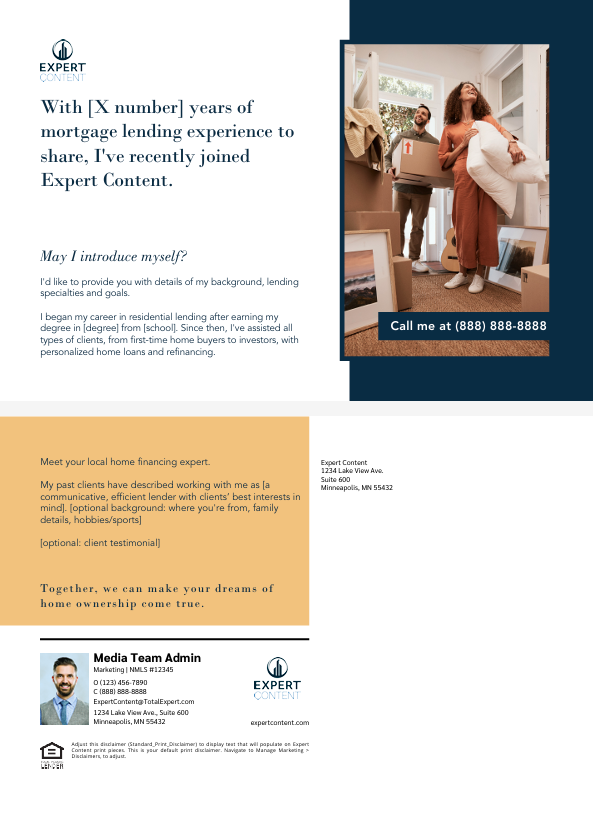 EXPERT
CONTENT
With [X number] years of
mortgage lending experience to
share, I've recently joined
Expert Content.
May I introduce myself?
I'd like to provide you with details of my background, lending
specialties and goals.
I began my career in residential lending after earning my
degree in [degree] from [school]. Since then, I've assisted all
types of clients, from first-time home buyers to investors, with
personalized home loans and refinancing.
Call me at (888) 888-8888
Meet your local home financing expert.
My past clients have described working with me as [a
communicative, efficient lender with clients' best interests in
mind]. [optional background: where you're from, family
details, hobbies/sports]
[optional: client testimonial]
Together, we can make your dreams of
home ownership come true.
Expert Content
1234 Lake View Ave.
Suite 600
Minneapolis, MN 55432
Media Team Admin
Marketing | NMLS #12345
O (123) 456-7890
C (888) 888-8888
ExpertContent@TotalExpert.com
1234 Lake View Ave., Suite 600
Minneapolis, MN 55432
EXPERT
CONTENT
expertcontent.com
Adjust this disclaimer (Standard_Print_Disclaimer) to display text that will populate on Expert
Content print pieces. This is your default print disclaimer. Navigate to Manage Marketing >
Disclaimers, to adjust.
LENDER